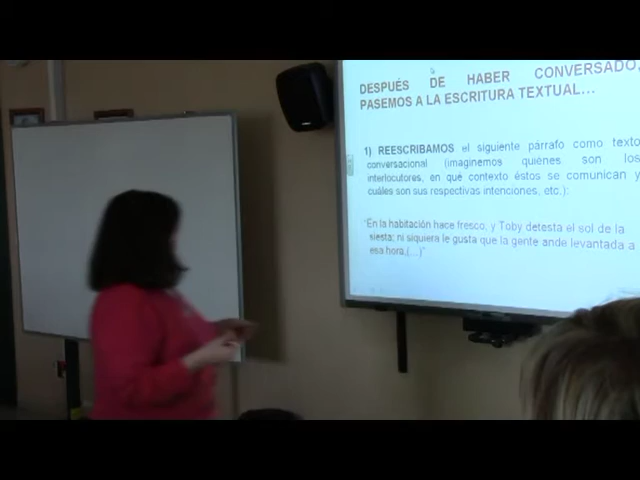 DESPUÉS DE HABER CONVERSADO,
PASEMOS A LA ESCRITURA TEXTUAL...
1) REESCRIBAMOS el siguiente párrafo como texto
conversacional (imaginemos quiénes son los
interlocutores, en qué contexto éstos se comunican y
cuáles son sus respectivas intenciones, etc.):
“En la habitación hace fresco, y Toby detesta el sol de la
siesta; ni siquiera le gusta que la gente ande levantada a
esa hora,(...)”